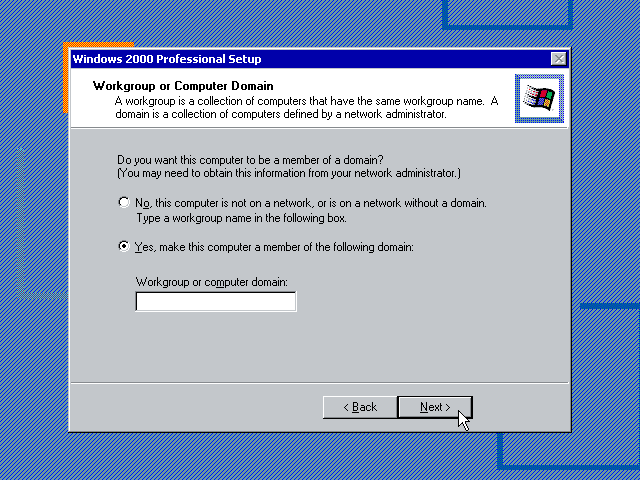 Windows 2000 Professional Setup
Workgroup or Computer Domain
A workgroup is a collection of computers that have the same workgroup name. A
domain is a collection of computers defined by a network administrator.
Do you want this computer to be a member of a domain?
(You may need to obtain this information from your network administrator.)
No, this computer is not on a network, or is on a network without a domain.
Type a workgroup name in the following box.
Yes, make this computer a member of the following domain:
Workgroup or computer domain:
< Back
Next >